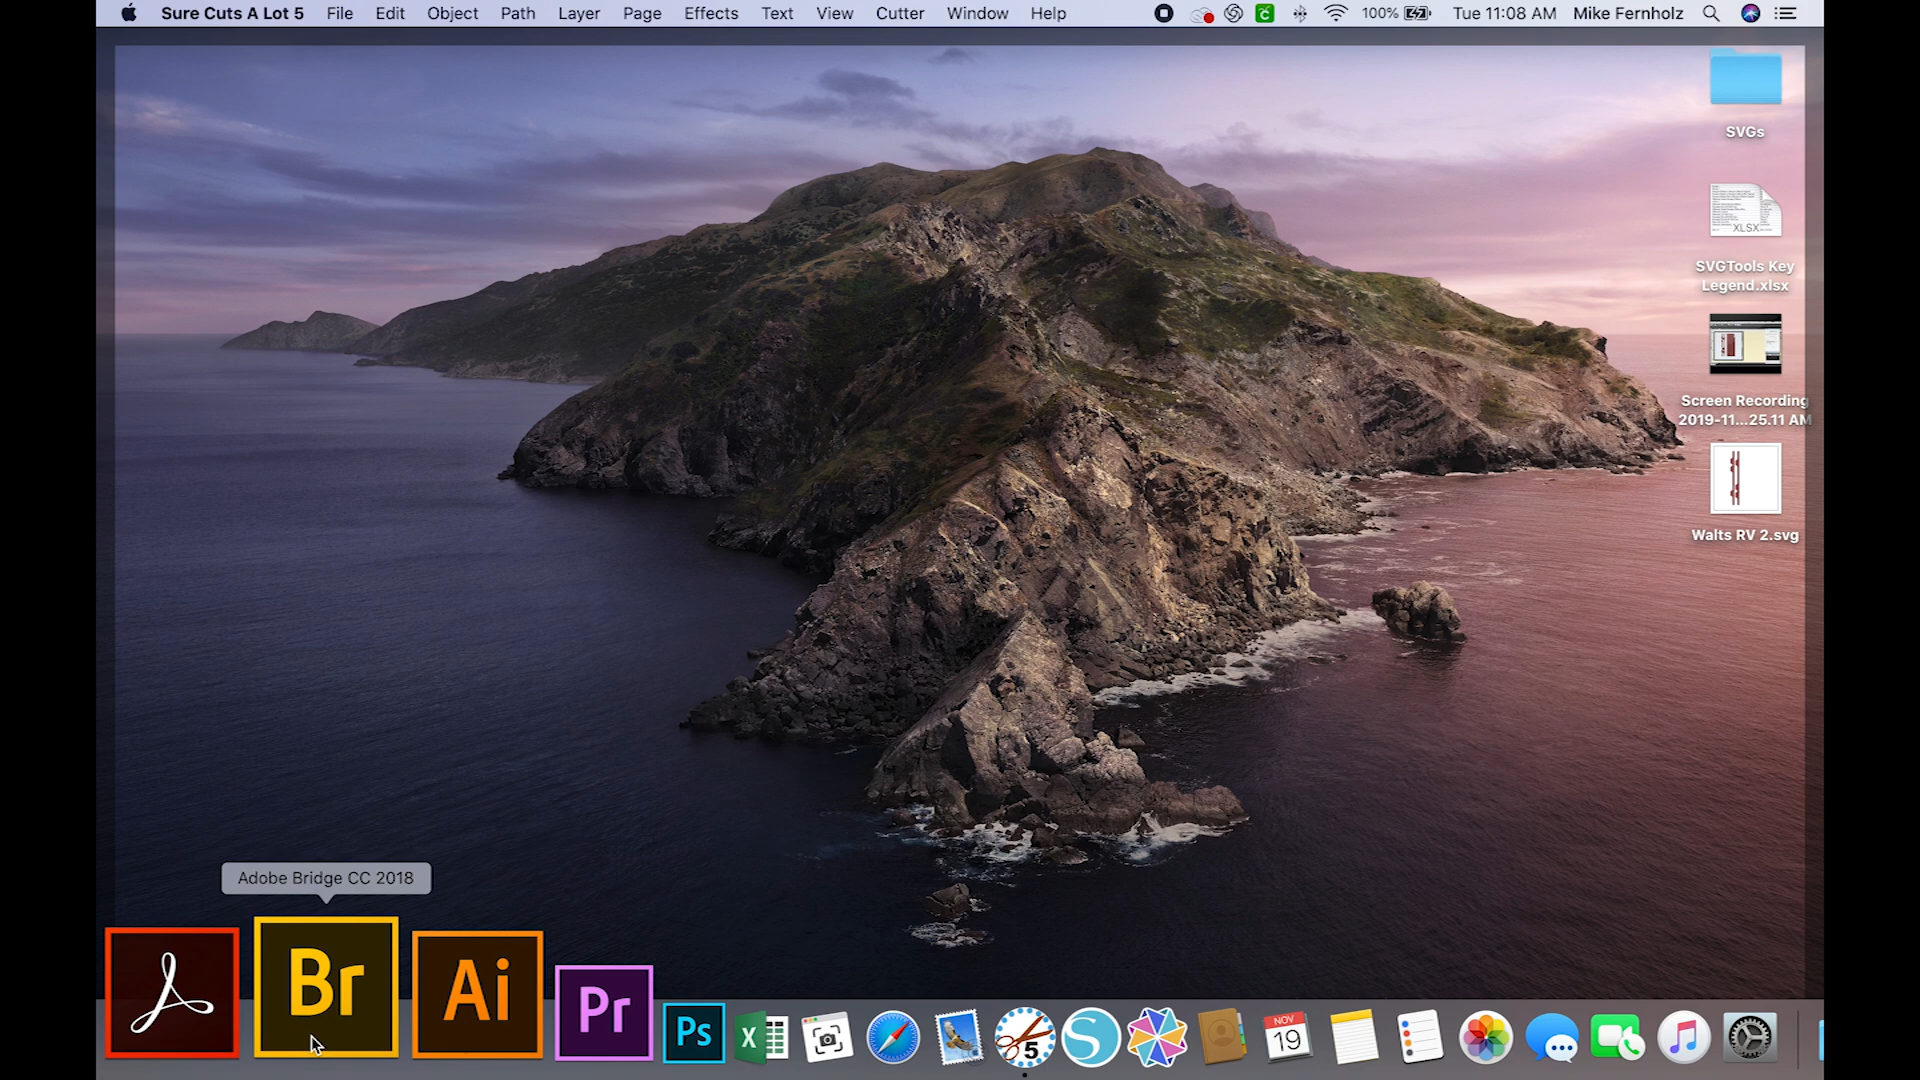 Sure Cuts A Lot 5 File Edit Object Path Layer Page Effects Text View Cutter Window Help 100% Tue 11:08 AM Mike Fernholz
SVGs
XLSX
SVGTools Key
Legend.xlsx
Screen Recording
2019-11...25.11 AM
Walts RV 2.svg
Adobe Bridge CC 2018
Br
Ai
Pr
Ps
X
5
S
NOV
19